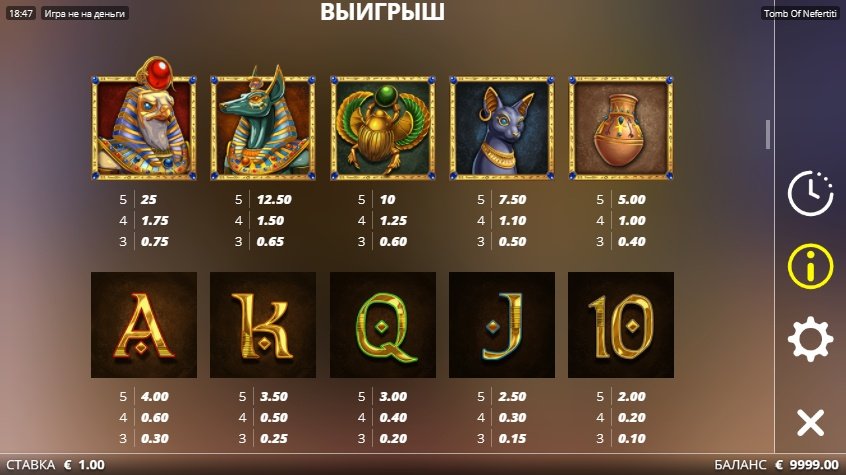 18:47 Игра не на деньги ВЫИГРЫШ Tomb Of Nefertiti
5 25 5 12.50 5 10 5 7.50 5 5.00
4 1.75 4 1.50 4 1.25 4 1.10 4 1.00
3 0.75 3 0.65 3 0.60 3 0.50 3 0.40
A K Q J 10
5 4.00 5 3.50 5 3.00 5 2.50 5 2.00
4 0.60 4 0.50 4 0.40 4 0.30 4 0.20
3 0.30 3 0.25 3 0.20 3 0.15 3 0.10
СТАВКА € 1.00 БАЛАНС € 9999.00